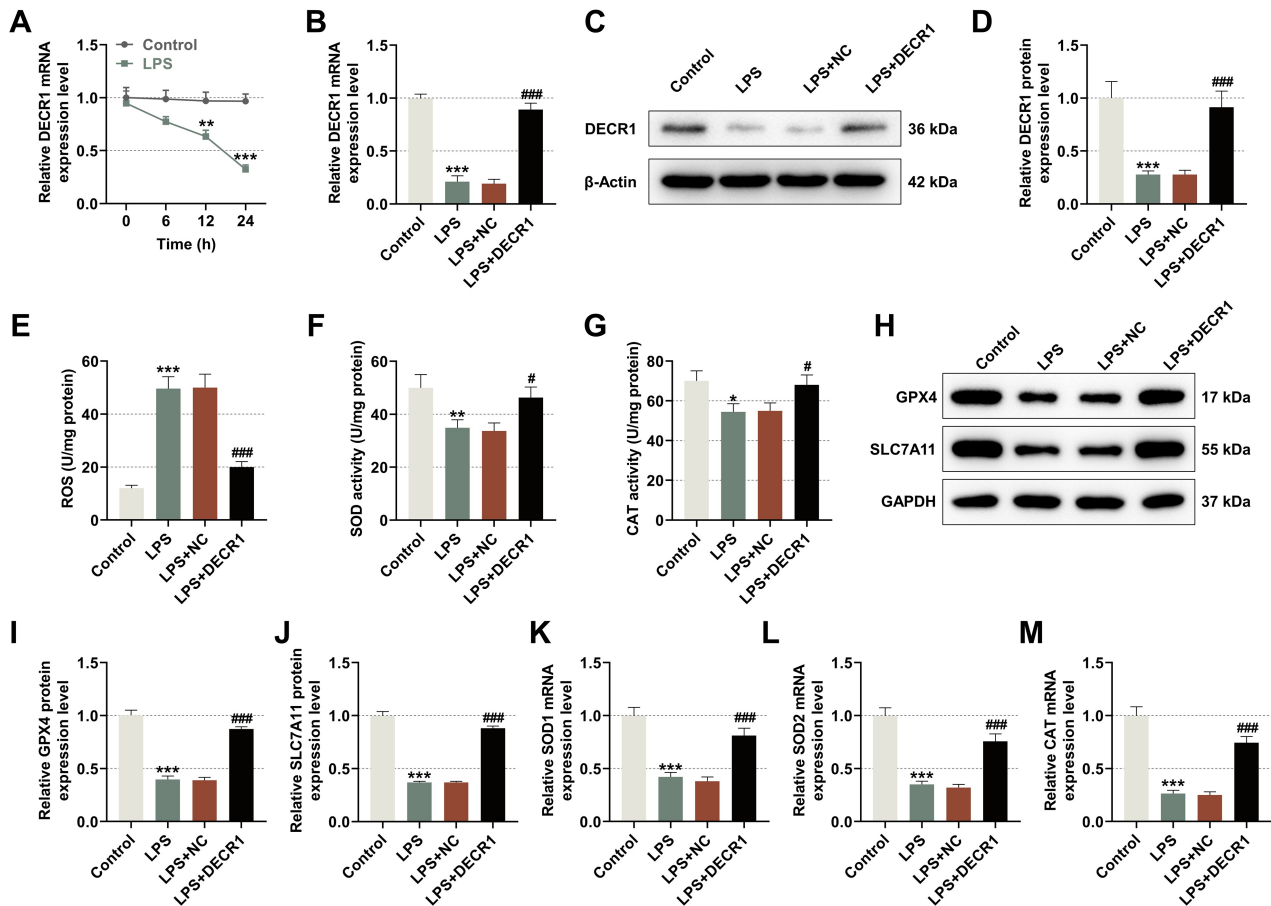 A
Relative DECR1 mRNA
expression level
1.5
1.0
0.5
0.0
Control
LPS
**
***
0 6 12 24
Time (h)
B
Relative DECR1 mRNA
expression level
1.5
1.0
0.5
0.0
***
###
Control
LPS
LPS+NC
LPS+DECR1
C
Control
LPS
LPS+NC
LPS+DECR1
DECR1
36 kDa
β-Actin
42 kDa
D
Relative DECR1 protein
expression level
1.5
1.0
0.5
0.0
***
###
Control
LPS
LPS+NC
LPS+DECR1
E
ROS (U/mg protein)
60
40
20
0
***
###
Control
LPS
LPS+NC
LPS+DECR1
F
SOD activity (U/mg protein)
60
40
20
0
**
#
Control
LPS
LPS+NC
LPS+DECR1
G
CAT activity (U/mg protein)
80
60
40
20
0
*
#
Control
LPS
LPS+NC
LPS+DECR1
H
Control
LPS
LPS+NC
LPS+DECR1
GPX4
17 kDa
SLC7A11
55 kDa
GAPDH
37 kDa
I
Relative GPX4 protein
expression level
1.5
1.0
0.5
0.0
***
###
Control
LPS
LPS+NC
LPS+DECR1
J
Relative SLC7A11 protein
expression level
1.5
1.0
0.5
0.0
***
###
Control
LPS
LPS+NC
LPS+DECR1
K
Relative SOD1 mRNA
expression level
1.5
1.0
0.5
0.0
***
###
Control
LPS
LPS+NC
LPS+DECR1
L
Relative SOD2 mRNA
expression level
1.5
1.0
0.5
0.0
***
###
Control
LPS
LPS+NC
LPS+DECR1
M
Relative CAT mRNA
expression level
1.5
1.0
0.5
0.0
***
###
Control
LPS
LPS+NC
LPS+DECR1